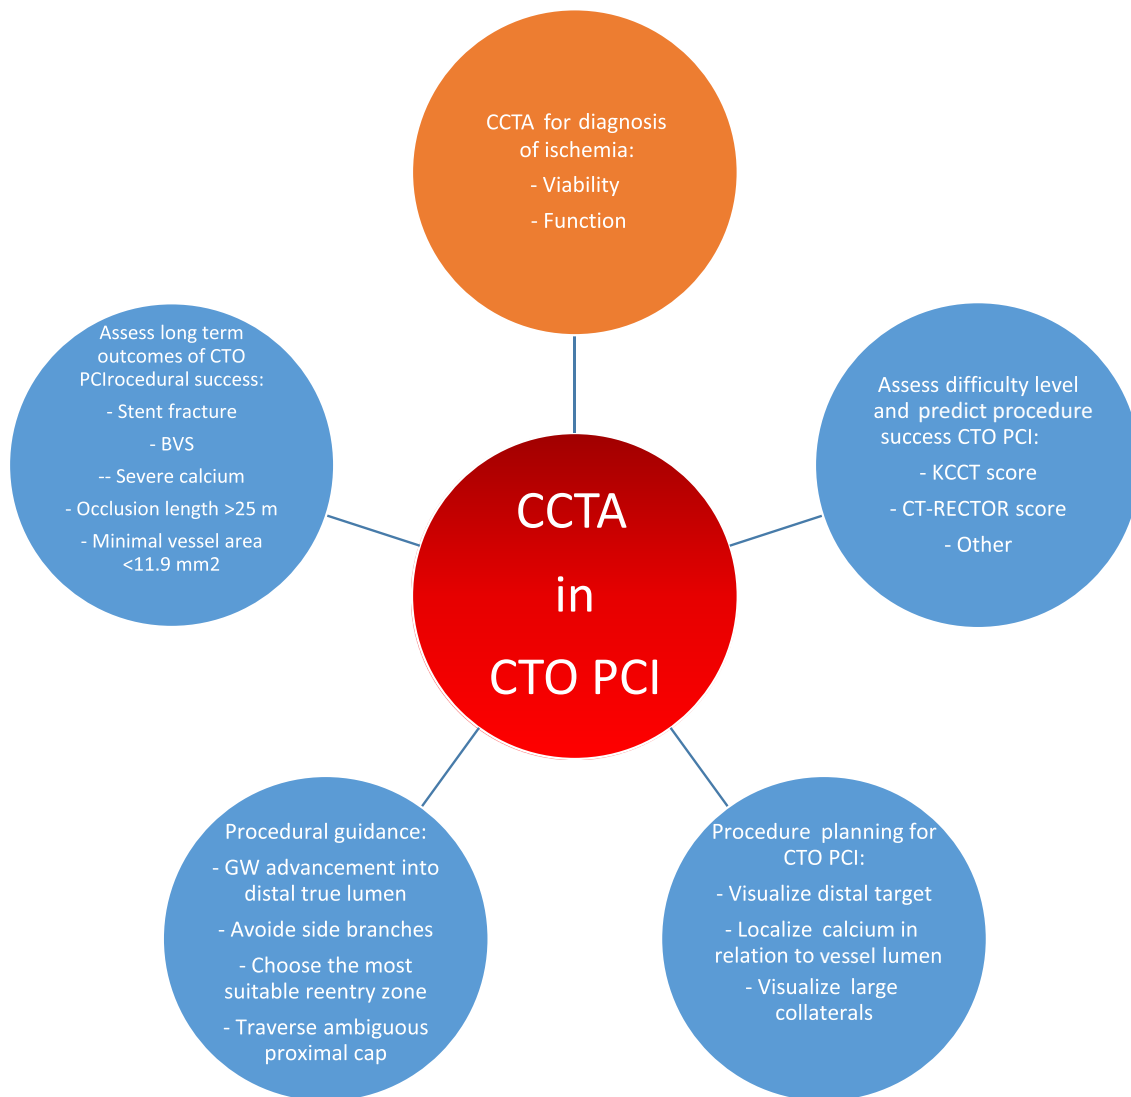 CCTA for diagnosis
of ischemia:
- Viability
- Function
Assess long term
outcomes of CTO
PCIrocedural success:
- Stent fracture
- BVS
-- Severe calcium
- Occlusion length >25 m
- Minimal vessel area
<11.9 mm2
Assess difficulty level
and predict procedure
success CTO PCI:
- KCCT score
- CT-RECTOR score
- Other
CCTA
in
CTO PCI
Procedural guidance:
- GW advancement into
distal true lumen
- Avoide side branches
- Choose the most
suitable reentry zone
- Traverse ambiguous
proximal cap
Procedure planning for
CTO PCI:
- Visualize distal target
- Localize calcium in
relation to vessel lumen
- Visualize large
collaterals